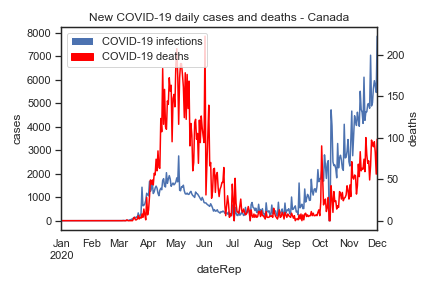 New COVID-19 daily cases and deaths - Canada
COVID-19 infections
COVID-19 deaths
8000
7000
6000
5000
4000
3000
2000
1000
0
cases
200
150
100
50
0
deaths
Jan Feb Mar Apr May Jun Jul Aug Sep Oct Nov Dec
2020
dateRep